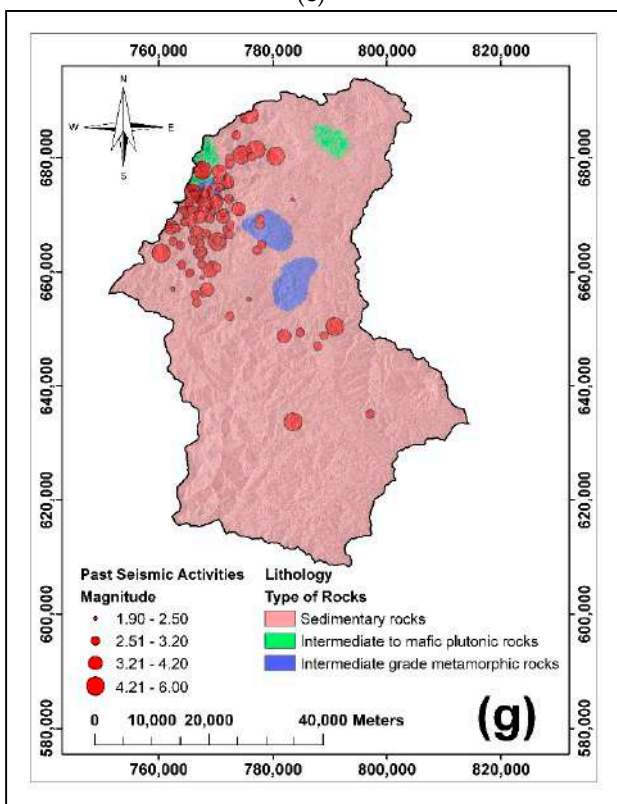 760,000 780,000 800,000 820,000
N
W E
S
680,000 680,000
660,000 660,000
640,000 640,000
620,000 620,000
600,000 600,000
580,000 580,000
Past Seismic Activities
Magnitude
1.90 - 2.50
2.51 - 3.20
3.21 - 4.20
4.21 - 6.00
Lithology
Type of Rocks
Sedimentary rocks
Intermediate to mafic plutonic rocks
Intermediate grade metamorphic rocks
0 10,000 20,000 40,000 Meters
(g)
760,000 780,000 800,000 820,000